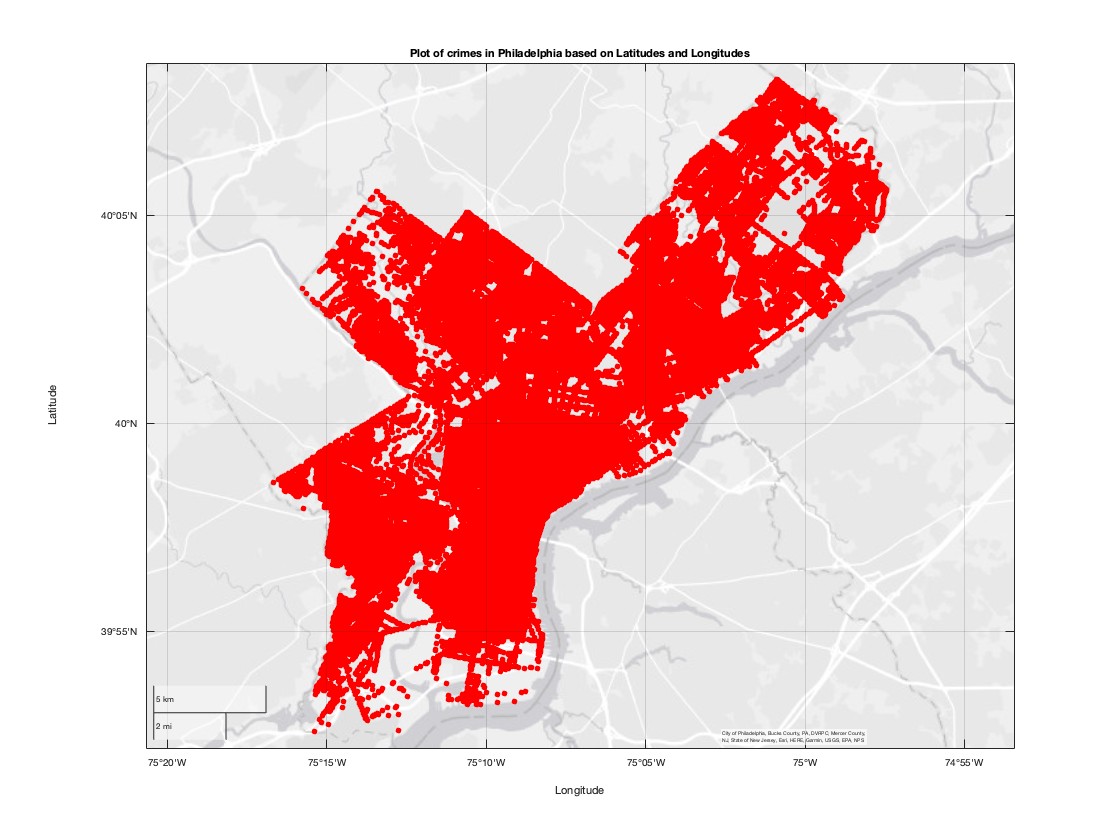 Plot of crimes in Philadelphia based on Latitudes and Longitudes
40°05'N
40°N
39°55'N
Latitude
5 km
2 mi
City of Philadelphia, Bucks County, PA, DVRPC, Mercer County,
NJ, State of New Jersey, Esri, HERE, Garmin, USGS, EPA, NPS
75°20'W
75°15'W
75°10'W
75°05'W
75°W
74°55'W
Longitude